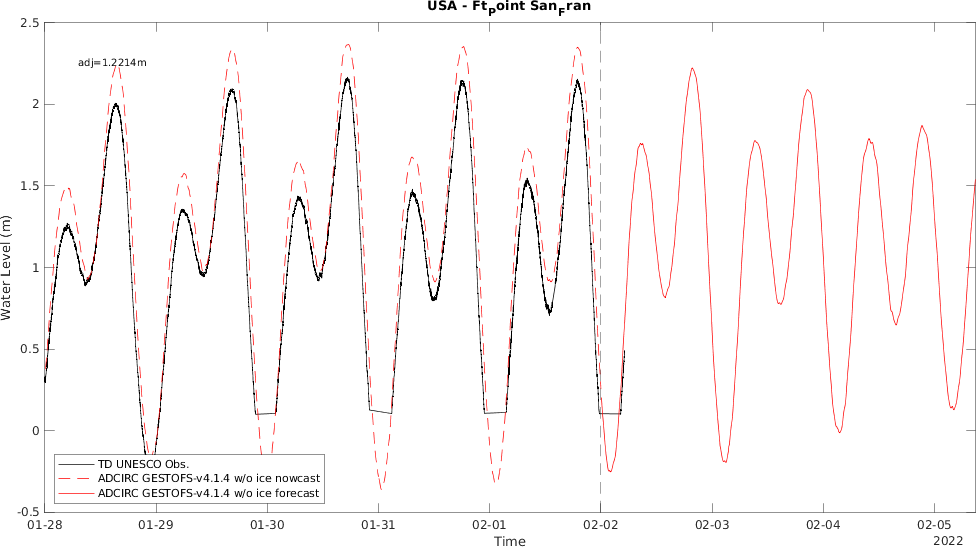 USA - FtPoint SanFran
adj=1.2214m
Water Level (m)
2.5
2
1.5
1
0.5
0
-0.5
TD UNESCO Obs.
ADCIRC GESTOFS-v4.1.4 w/o ice nowcast
ADCIRC GESTOFS-v4.1.4 w/o ice forecast
01-28 01-29 01-30 01-31 02-01 02-02 02-03 02-04 02-05
Time
2022